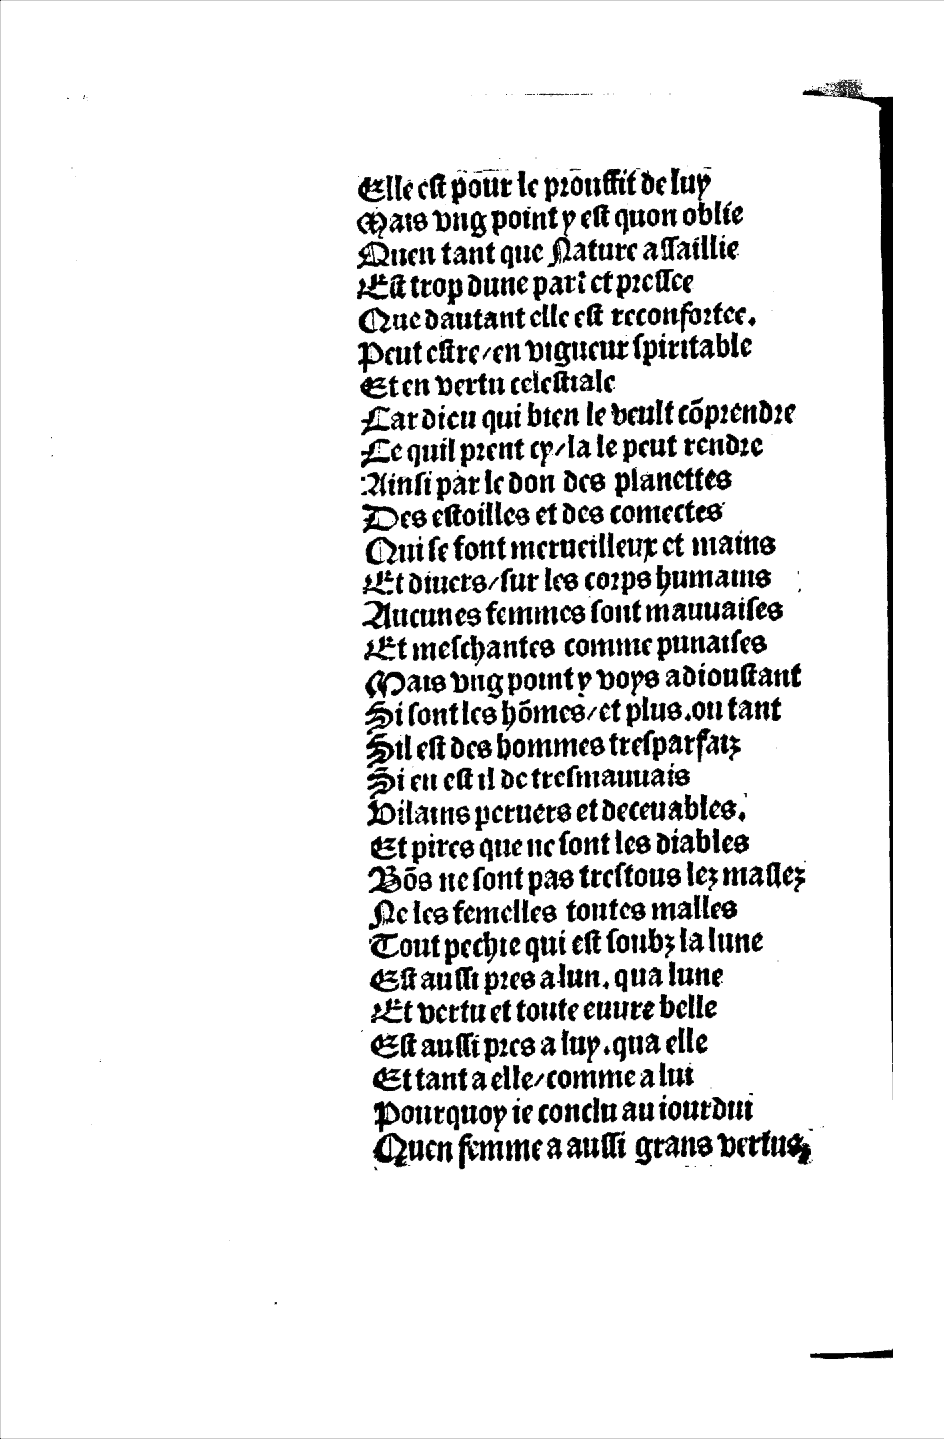 Elle est pour le prouffit de luy
Mais vng point y est quon oblie
Quen tant que Nature assaillie
Est trop dune part et pressee
Que dautant elle est reconfortee.
Peut estre/en vigueur spiritable
Et en vertu celestiale
Car dieu qui bien le veult cõprendre
Ce quil prent cy/la le peut rendre
Ainsi par le don des planettes
Des estoilles et des comectes
Qui se font merueilleux et mains
Et diuers/sur les corps humains
Aucunes femmes sont mauuaises
Et meschantes comme punaises
Mais vng point y voys adioustant
Si sont les hõmes/et plus.ou tant
Sil est des hommes tresparfaiz
Si en est il de tresmauuais
Vilains peruers et deceuables.
Et pires que ne sont les diables
Bõs ne sont pas trestous lez maslez
Ne les femelles toutes malles
Tout pechie qui est soubz la lune
Est aussi pres a lun. qua lune
Et vertu et toute euure belle
Est aussi pres a luy.qua elle
Et tant a elle/comme a lui
Pourquoy ie conclu au iourdui
Quen femme a aussi grans vertus